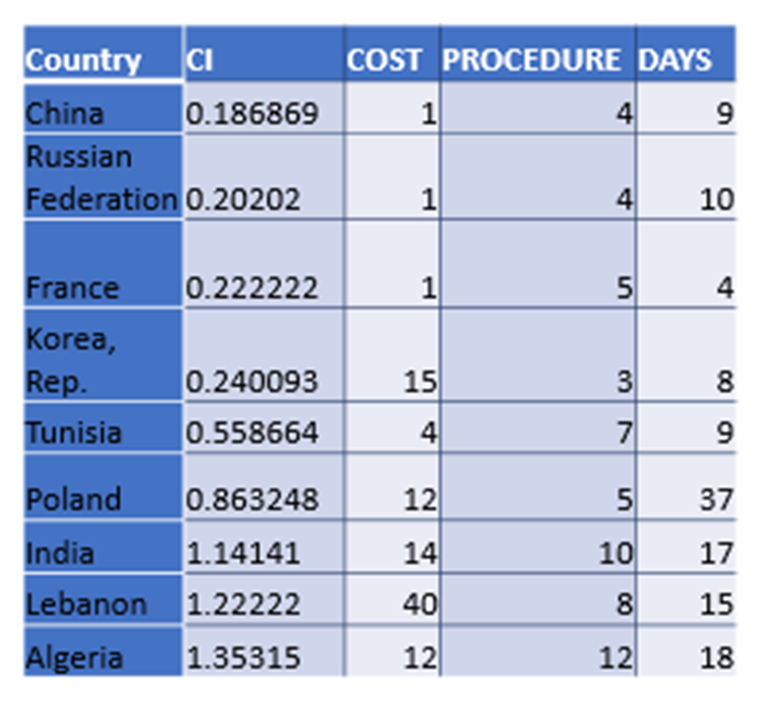 Country CI COST PROCEDURE DAYS
China 0.186869 1 4 9
Russian
Federation 0.20202 1 4 10
France 0.222222 1 5 4
Korea,
Rep. 0.240093 15 3 8
Tunisia 0.558664 4 7 9
Poland 0.863248 12 5 37
India 1.14141 14 10 17
Lebanon 1.22222 40 8 15
Algeria 1.35315 12 12 18